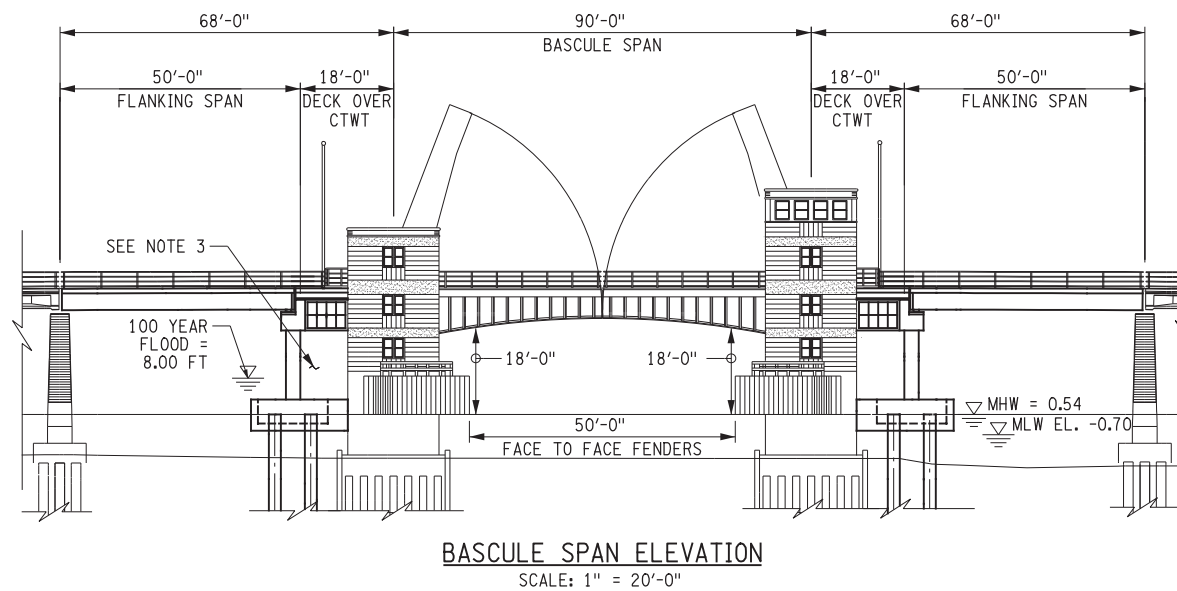 68'-0"
90'-0"
68'-0"
BASCULE SPAN
50'-0"
18'-0"
18'-0"
50'-0"
FLANKING SPAN
DECK OVER
CTWT
DECK OVER
CTWT
FLANKING SPAN
SEE NOTE 3
100 YEAR
FLOOD =
8.00 FT
18'-0"
18'-0"
MHW = 0.54
MLW EL. -0.70
50'-0"
FACE TO FACE FENDERS
BASCULE SPAN ELEVATION
SCALE: 1" = 20'-0"